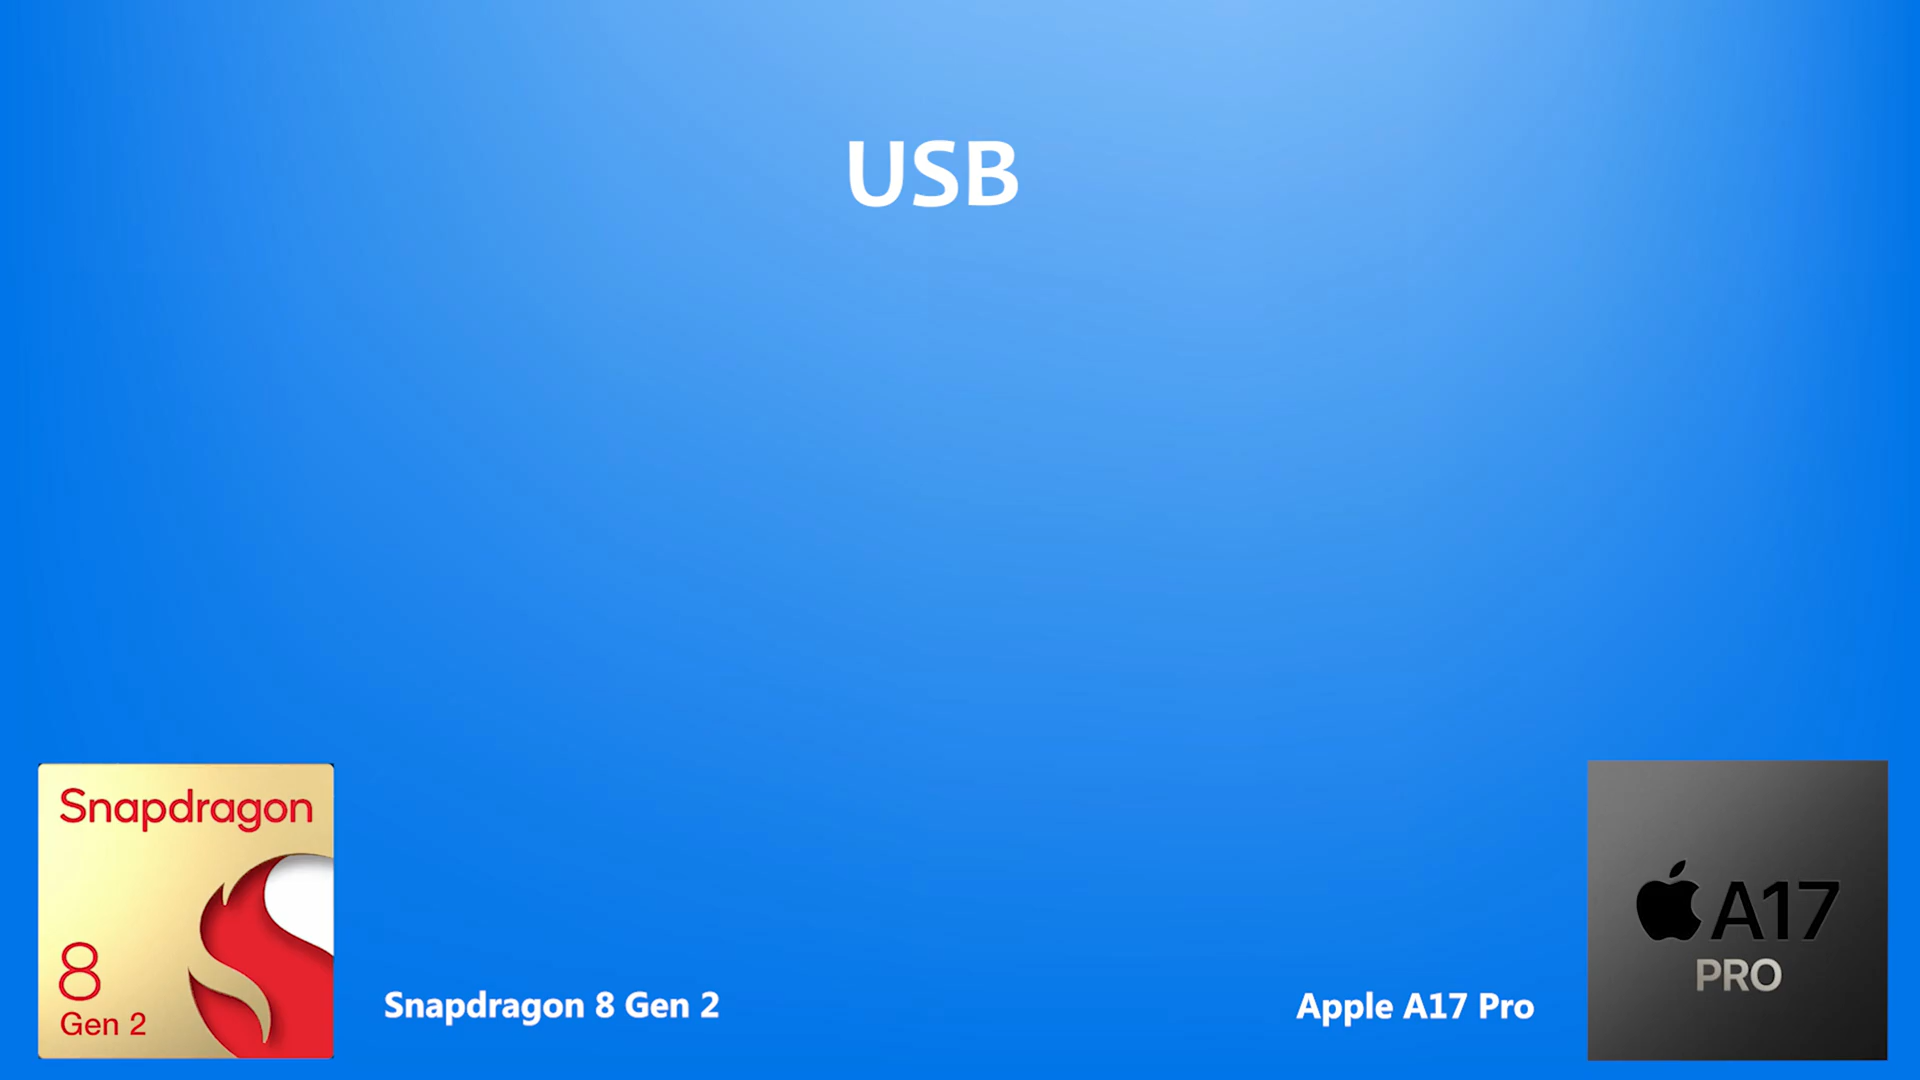 USB
Snapdragon
8
Gen 2
Snapdragon 8 Gen 2
Apple A17 Pro
A17
PRO